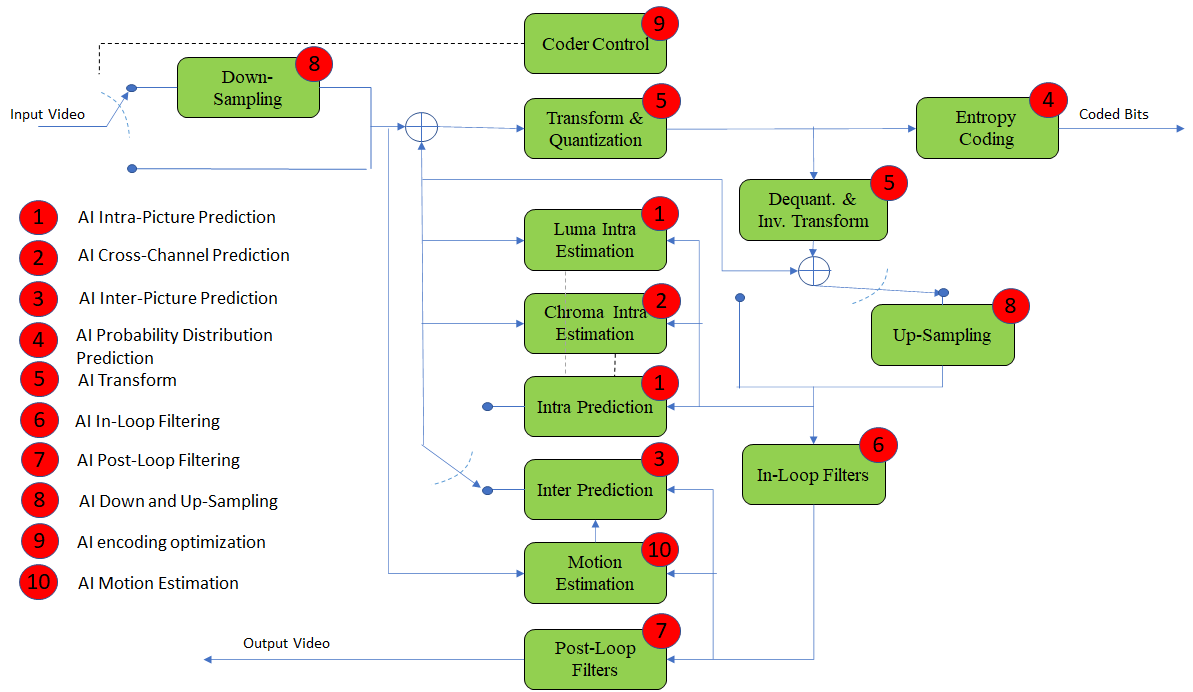 9
Coder Control
8
Down-
Sampling
Input Video
5
Transform &
Quantization
4
Entropy
Coding
Coded Bits
5
Dequant. &
Inv. Transform
1
Luma Intra
Estimation
2
Chroma Intra
Estimation
8
Up-Sampling
1
Intra Prediction
6
In-Loop Filters
3
Inter Prediction
10
Motion
Estimation
7
Post-Loop
Filters
Output Video
1 AI Intra-Picture Prediction
2 AI Cross-Channel Prediction
3 AI Inter-Picture Prediction
4 AI Probability Distribution
Prediction
5 AI Transform
6 AI In-Loop Filtering
7 AI Post-Loop Filtering
8 AI Down and Up-Sampling
9 AI encoding optimization
10 AI Motion Estimation